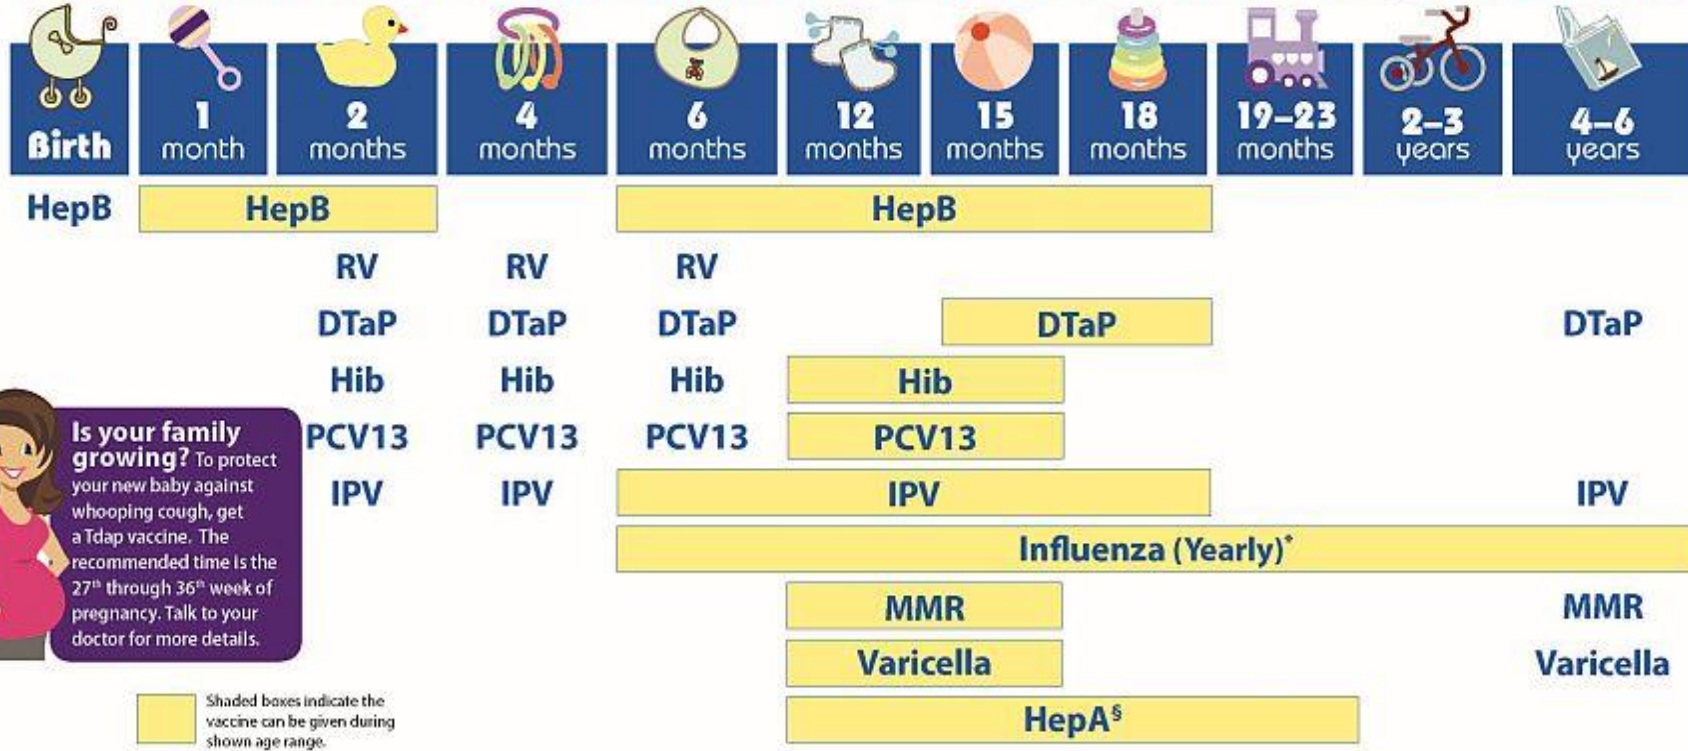 Birth
1
month
2
months
4
months
6
months
12
months
15
months
18
months
19–23
months
2–3
years
4–6
years
HepB HepB HepB
RV RV RV
DTaP DTaP DTaP DTaP DTaP
Hib Hib Hib Hib
PCV13 PCV13 PCV13 PCV13
IPV IPV IPV IPV
Influenza (Yearly)*
MMR MMR
Varicella Varicella
HepA§
Is your family
growing? To protect
your new baby against
whooping cough, get
a Tdap vaccine. The
recommended time is the
27th through 36th week of
pregnancy. Talk to your
doctor for more details.
Shaded boxes indicate the
vaccine can be given during
shown age range.